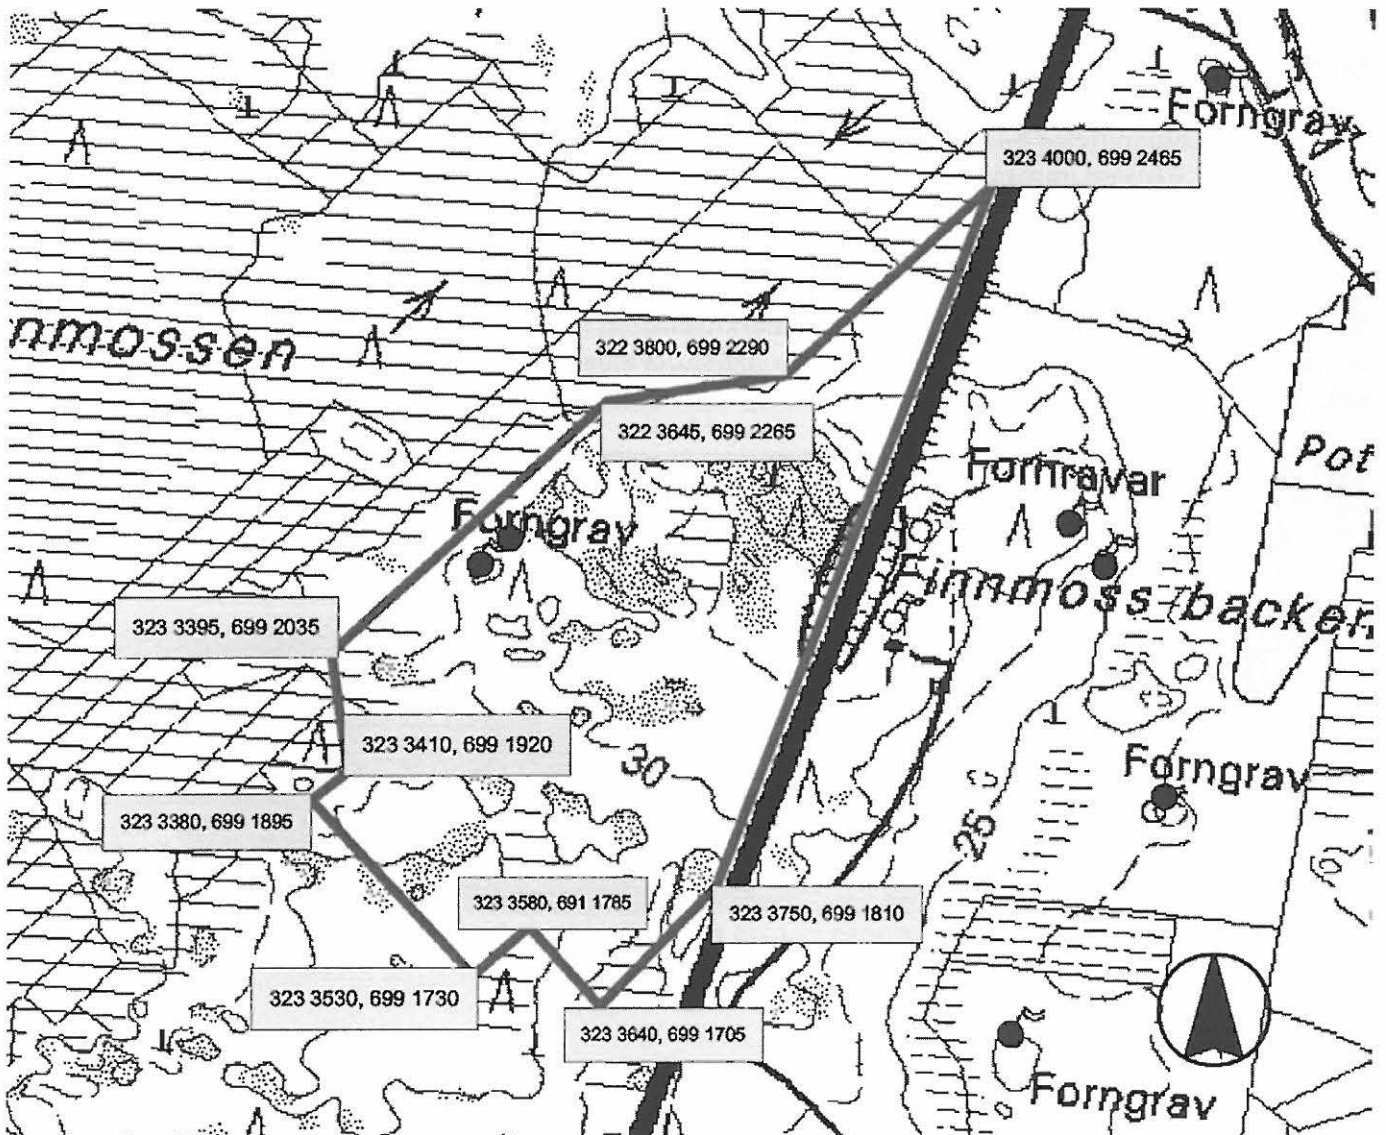 Forngrav
323 4000, 699 2465
nmossen
322 3800, 699 2290
322 3645, 699 2265
Pot
Fornravar
Forngrav
Finnmoss backer
323 3395, 699 2035
323 3410, 699 1920
30
Forngrav
323 3380, 699 1895
25
323 3580, 691 1785
323 3750, 699 1810
323 3530, 699 1730
323 3640, 699 1705
Forngrav